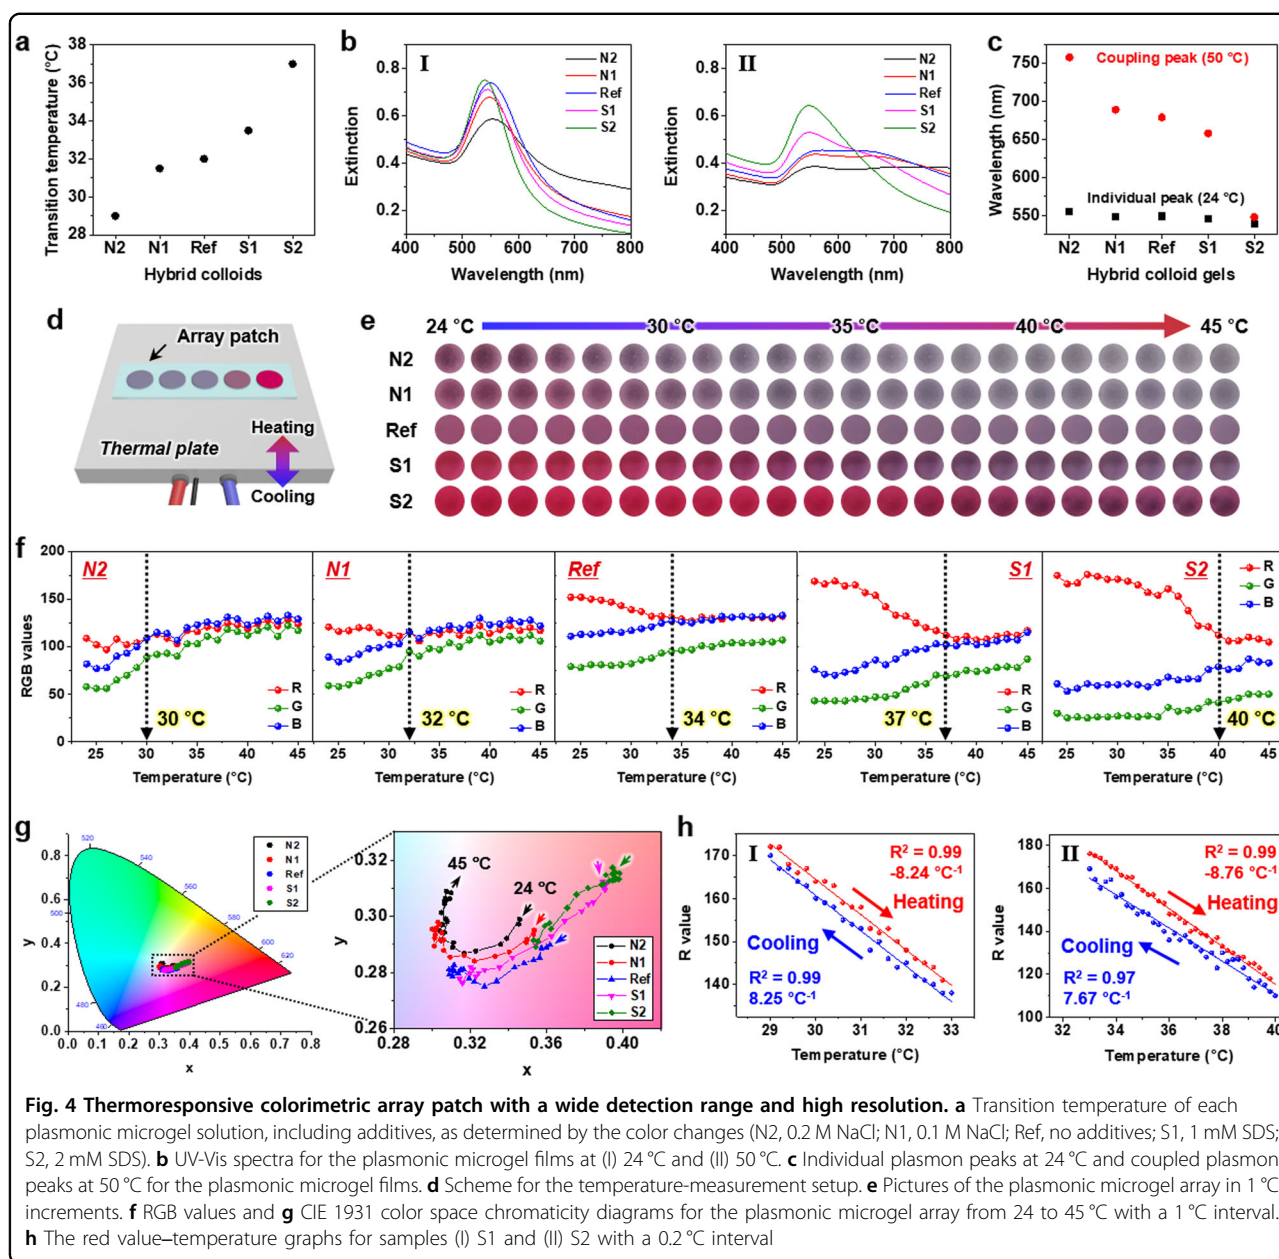 a
38
36
34
32
30
28
Transition temperature (°C)
N2 N1 Ref S1 S2
Hybrid colloids
b
I
N2
N1
Ref
S1
S2
0.8
0.6
0.4
0.2
Extinction
400 500 600 700 800
Wavelength (nm)
II
N2
N1
Ref
S1
S2
0.8
0.6
0.4
0.2
Extinction
400 500 600 700 800
Wavelength (nm)
c
750
700
650
600
550
Wavelength (nm)
Coupling peak (50 °C)
Individual peak (24 °C)
N2 N1 Ref S1 S2
Hybrid colloid gels
d
Array patch
Heating
Thermal plate
Cooling
e
24 °C 30 °C 35 °C 40 °C 45 °C
N2
N1
Ref
S1
S2
f
200
150
100
50
0
RGB values
N2
R
G
B
30 °C
25 30 35 40 45
Temperature (°C)
N1
R
G
B
32 °C
25 30 35 40 45
Temperature (°C)
Ref
R
G
B
34 °C
25 30 35 40 45
Temperature (°C)
S1
R
G
B
37 °C
25 30 35 40 45
Temperature (°C)
S2
R
G
B
40 °C
25 30 35 40 45
Temperature (°C)
g
0.8
0.6
0.4
0.2
0.0
y
520
540
560
580
600
620
500
480
460
N2
N1
Ref
S1
S2
0.0 0.1 0.2 0.3 0.4 0.5 0.6 0.7 0.8
x
0.32
0.30
0.28
0.26
y
45 °C
24 °C
N2
N1
Ref
S1
S2
0.28 0.32 0.36 0.40
x
h
I
170
160
150
140
R value
R² = 0.99
-8.24 °C⁻¹
Heating
Cooling
R² = 0.99
8.25 °C⁻¹
29 30 31 32 33
Temperature (°C)
II
180
160
140
120
100
R value
R² = 0.99
-8.76 °C⁻¹
Heating
Cooling
R² = 0.97
7.67 °C⁻¹
34 36 38 40
Temperature (°C)
Fig. 4 Thermoresponsive colorimetric array patch with a wide detection range and high resolution. a Transition temperature of each
plasmonic microgel solution, including additives, as determined by the color changes (N2, 0.2 M NaCl; N1, 0.1 M NaCl; Ref, no additives; S1, 1 mM SDS;
S2, 2 mM SDS). b UV-Vis spectra for the plasmonic microgel films at (I) 24 °C and (II) 50 °C. c Individual plasmon peaks at 24 °C and coupled plasmon
peaks at 50 °C for the plasmonic microgel films. d Scheme for the temperature-measurement setup. e Pictures of the plasmonic microgel array in 1 °C
increments. f RGB values and g CIE 1931 color space chromaticity diagrams for the plasmonic microgel array from 24 to 45 °C with a 1 °C interval.
h The red value–temperature graphs for samples (I) S1 and (II) S2 with a 0.2 °C interval